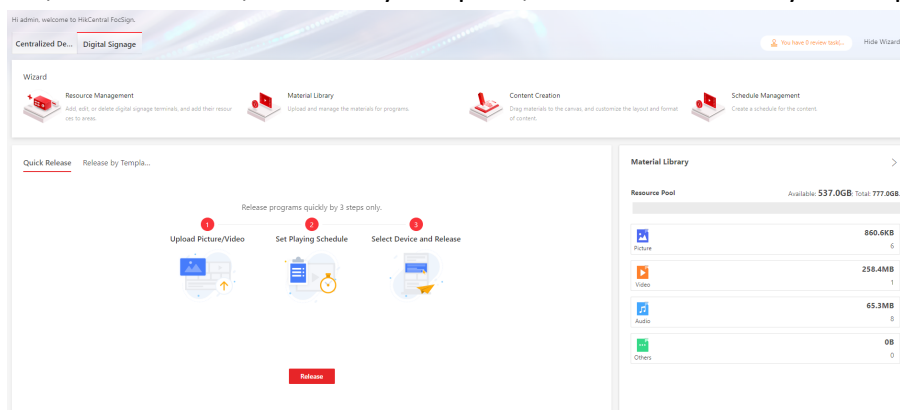 Hi admin, welcome to HikCentral FocSign.
Centralized De... Digital Signage
You have 0 review task(... Hide Wizard
Wizard
Resource Management
Add, edit, or delete digital signage terminals, and add their resour
ces to areas.
Material Library
Upload and manage the materials for programs.
Content Creation
Drag materials to the canvas, and customize the layout and format
of content.
Schedule Management
Create a schedule for the content.
Quick Release Release by Templa...
Release programs quickly by 3 steps only.
1 2 3
Upload Picture/Video Set Playing Schedule Select Device and Release
Release
Material Library
Resource Pool Available: 537.0GB; Total: 777.0GB.
Picture 860.6KB
6
Video 258.4MB
1
Audio 65.3MB
8
Others 0B
0